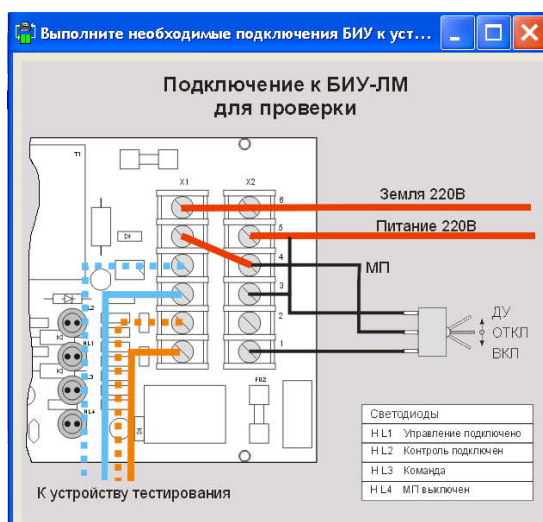 Выполните необходимые подключения БИУ к уст...
Подключение к БИУ-ЛМ
для проверки
T1
X1
X2
6
Земля 220В
5
Питание 220В
4
МП
3
ДУ
2
ОТКЛ
1
ВКЛ
L2
HL1
L3
HL4
FU2
Светодиоды
HL1 Управление подключено
HL2 Контроль подключен
HL3 Команда
HL4 МП выключен
К устройству тестирования